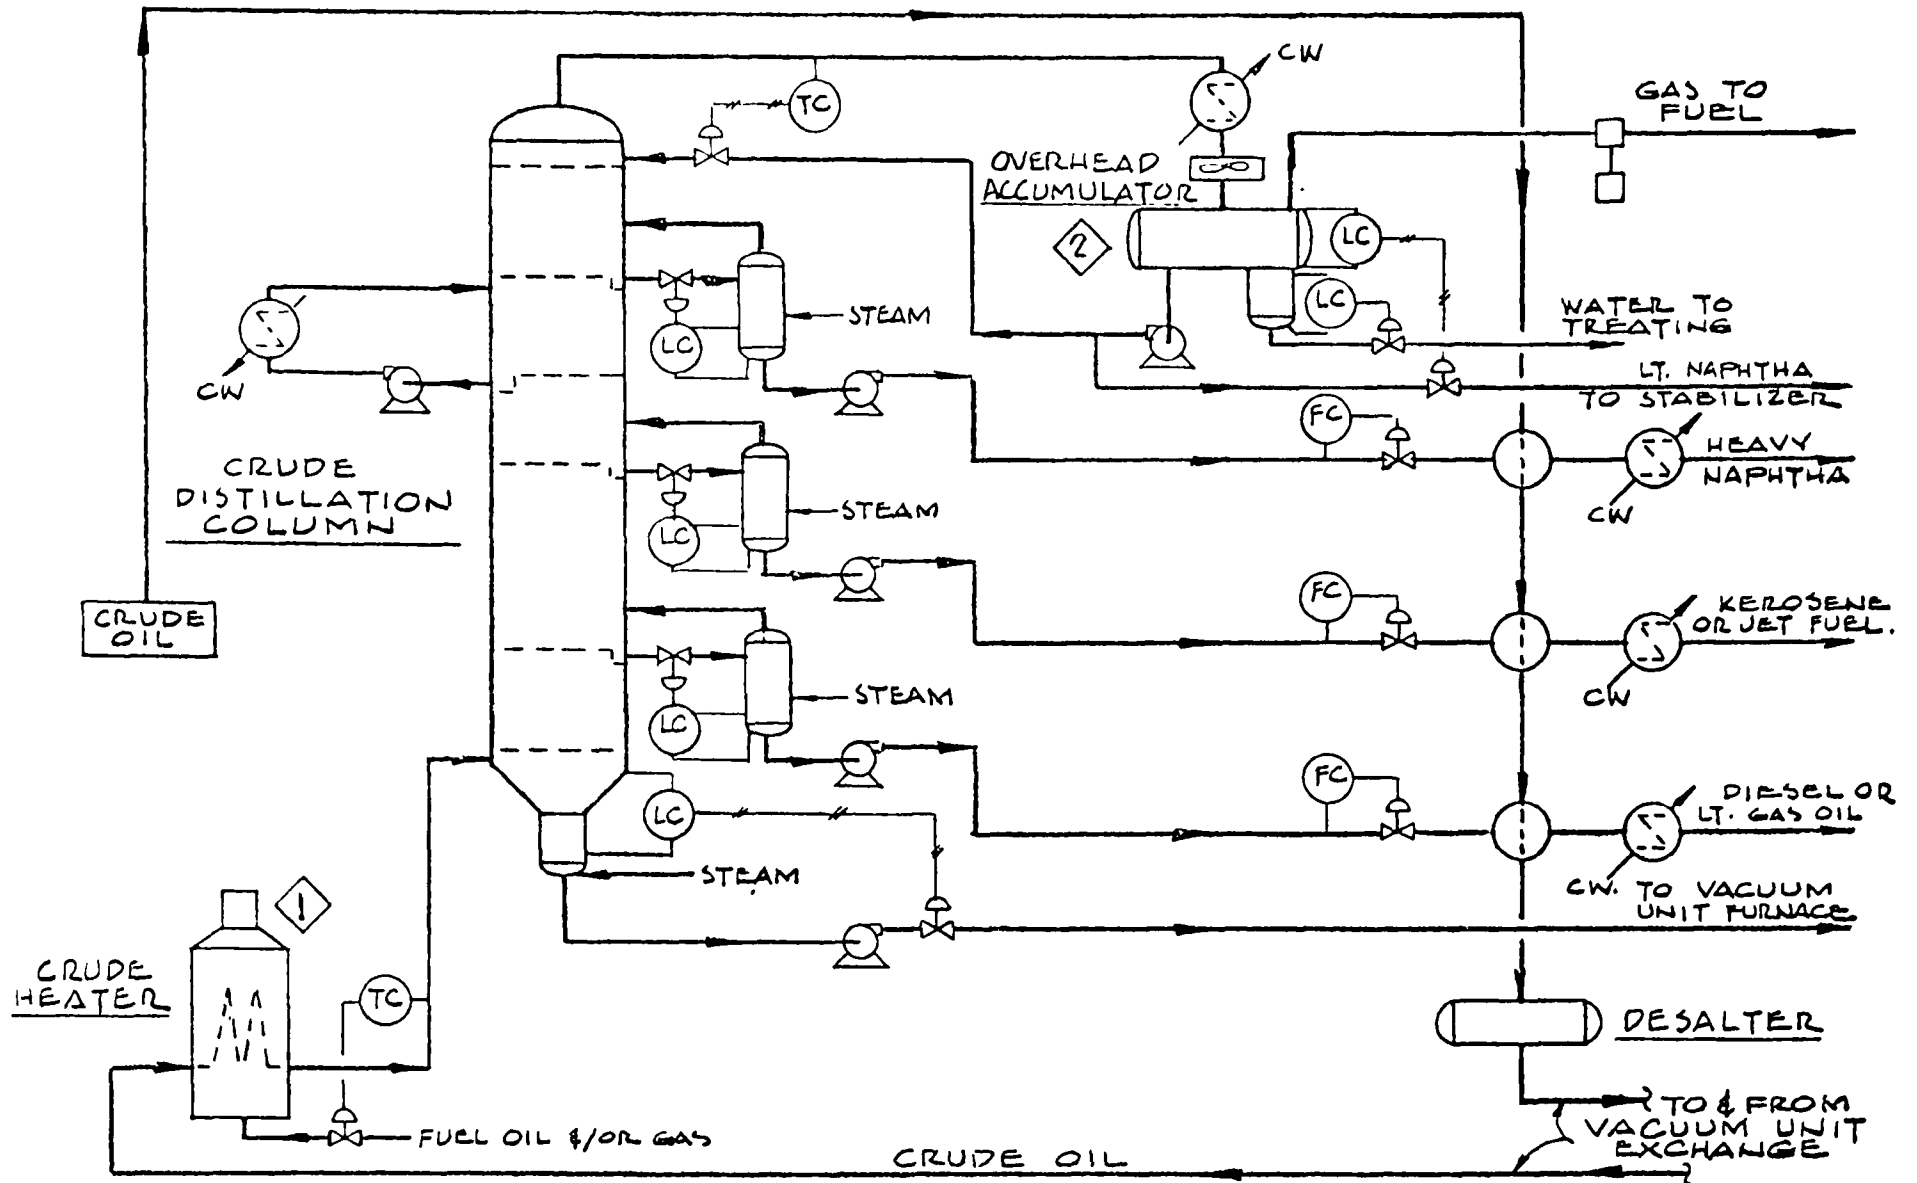 CW
TC
GAS TO
FUEL
OVERHEAD
ACCUMULATOR
2
LC
LC
WATER TO
TREATING
STEAM
LC
CW
LT. NAPHTHA
TO STABILIZER
FC
HEAVY
NAPHTHA
CW
CRUDE
DISTILLATION
COLUMN
STEAM
LC
CRUDE
OIL
FC
KEROSENE
OR JET FUEL.
CW
STEAM
LC
FC
DIESEL OR
LT. GAS OIL
CW.
LC
STEAM
TO VACUUM
UNIT FURNACE
1
CRUDE
HEATER
TC
DESALTER
FUEL OIL &/OR GAS
TO & FROM
VACUUM UNIT
EXCHANGE
CRUDE OIL